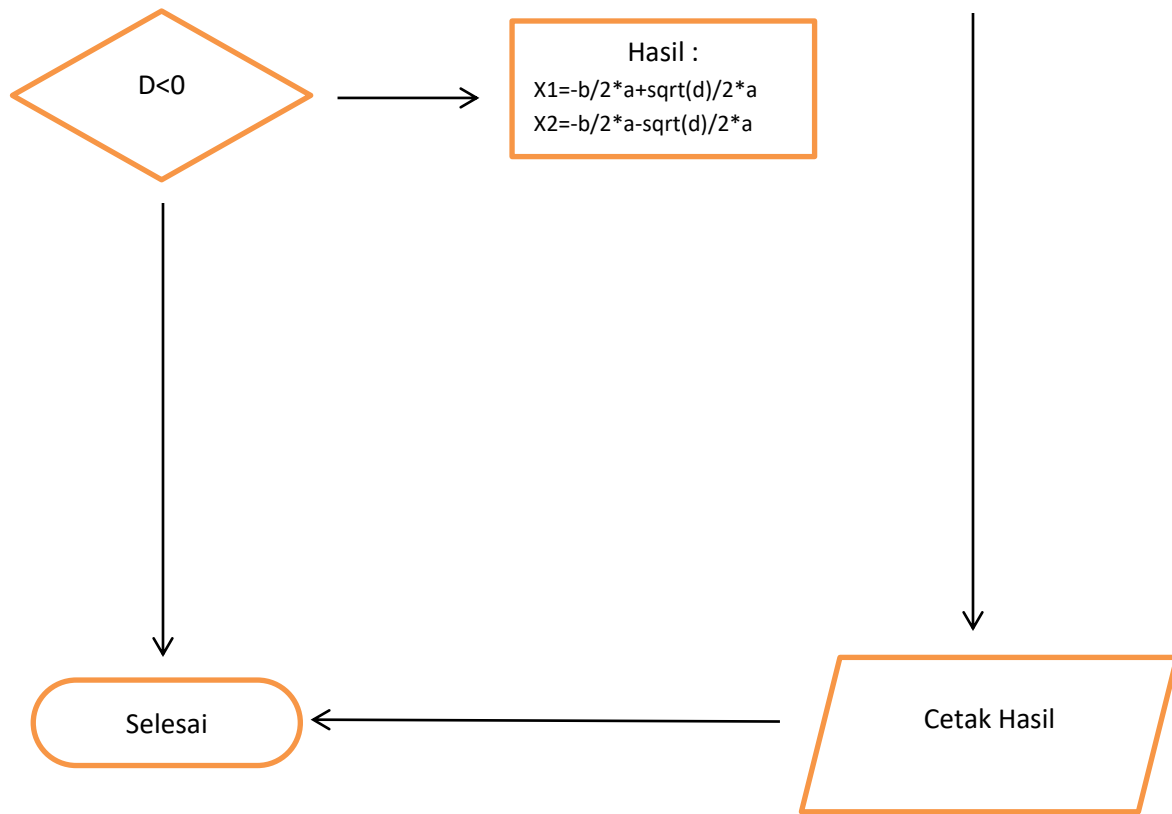 D<0
Hasil :
X1=-b/2*a+sqrt(d)/2*a
X2=-b/2*a-sqrt(d)/2*a
Selesai
Cetak Hasil